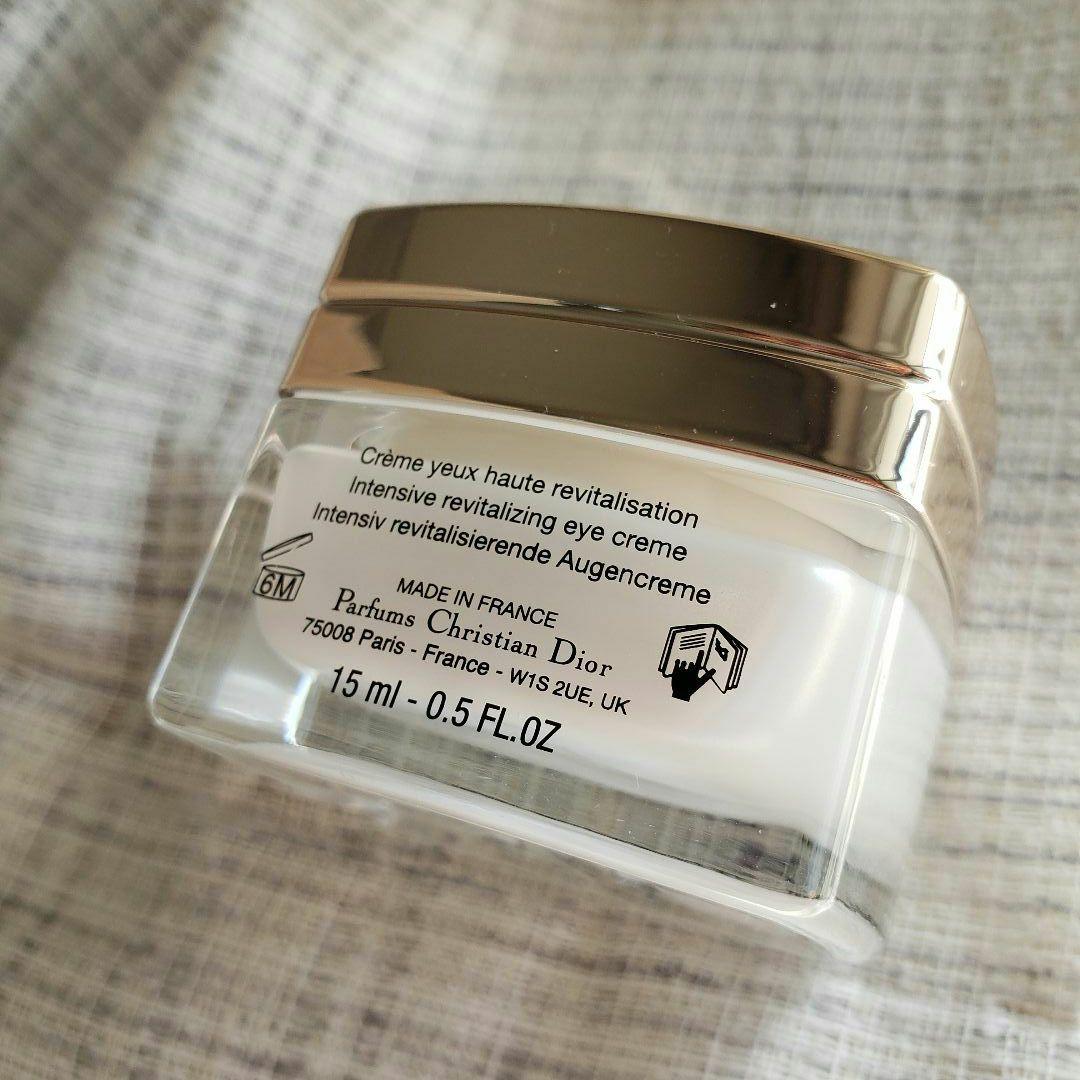 Crème yeux haute revitalisation
Intensive revitalizing eye creme
Intensiv revitalisierende Augencreme
6M
MADE IN FRANCE
Parfums Christian Dior
75008 Paris - France - W1S 2UE, UK
15 ml - 0.5 FL.OZ